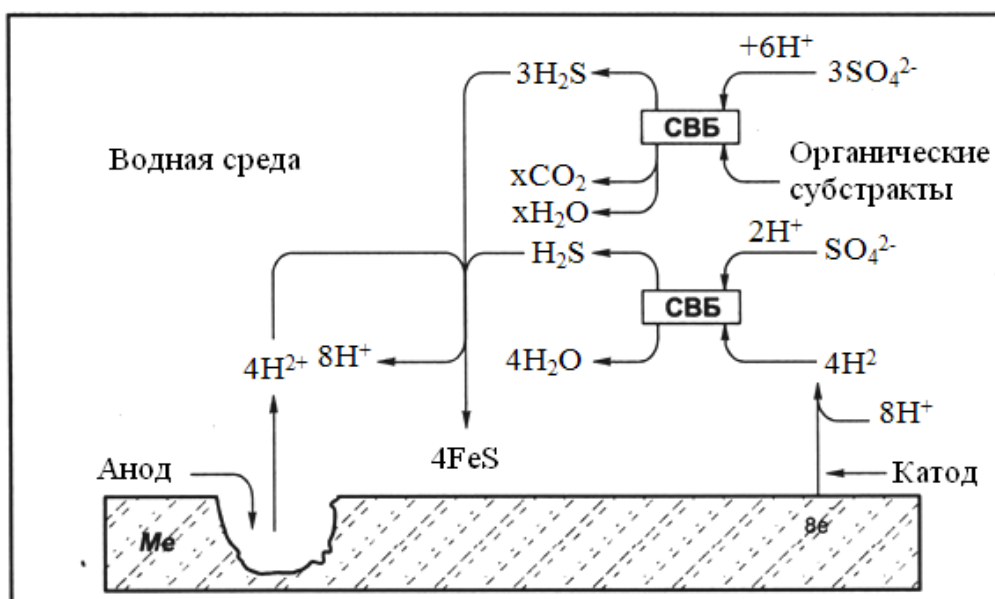 +6H⁺
3H₂S
3SO₄²⁻
СВБ
Водная среда
Органические
субстракты
xCO₂
xH₂O
2H⁺
H₂S
SO₄²⁻
СВБ
4H²⁺
8H⁺
4H₂O
4H²
8H⁺
4FeS
Анод
Катод
Me
8e